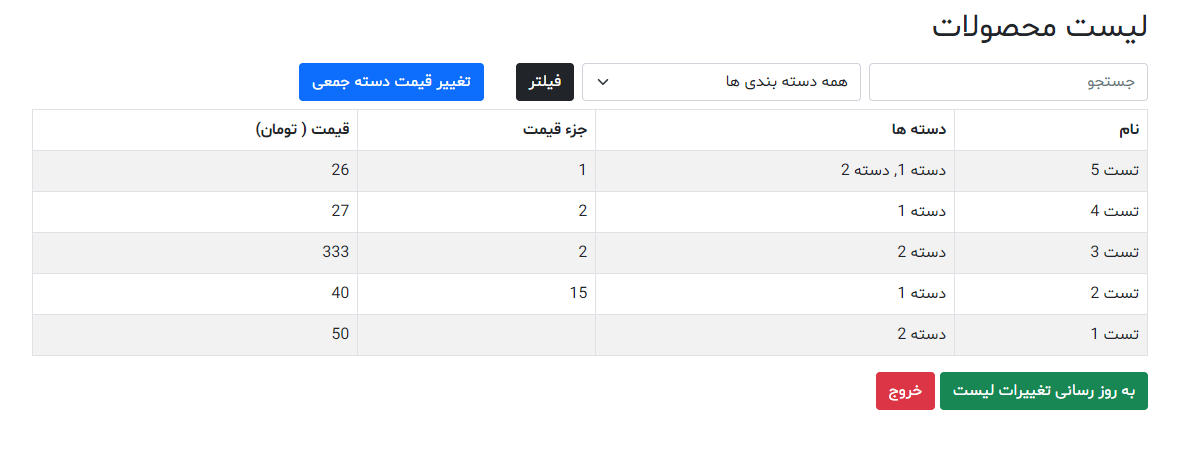 لیست محصولات
جستجو همه دسته بندی ها فیلتر تغییر قیمت دسته جمعی
نام دسته ها جزء قیمت قیمت ( تومان)
تست 5 دسته 1, دسته 2 1 26
تست 4 دسته 1 2 27
تست 3 دسته 2 2 333
تست 2 دسته 1 15 40
تست 1 دسته 2 50
به روز رسانی تغییرات لیست خروج